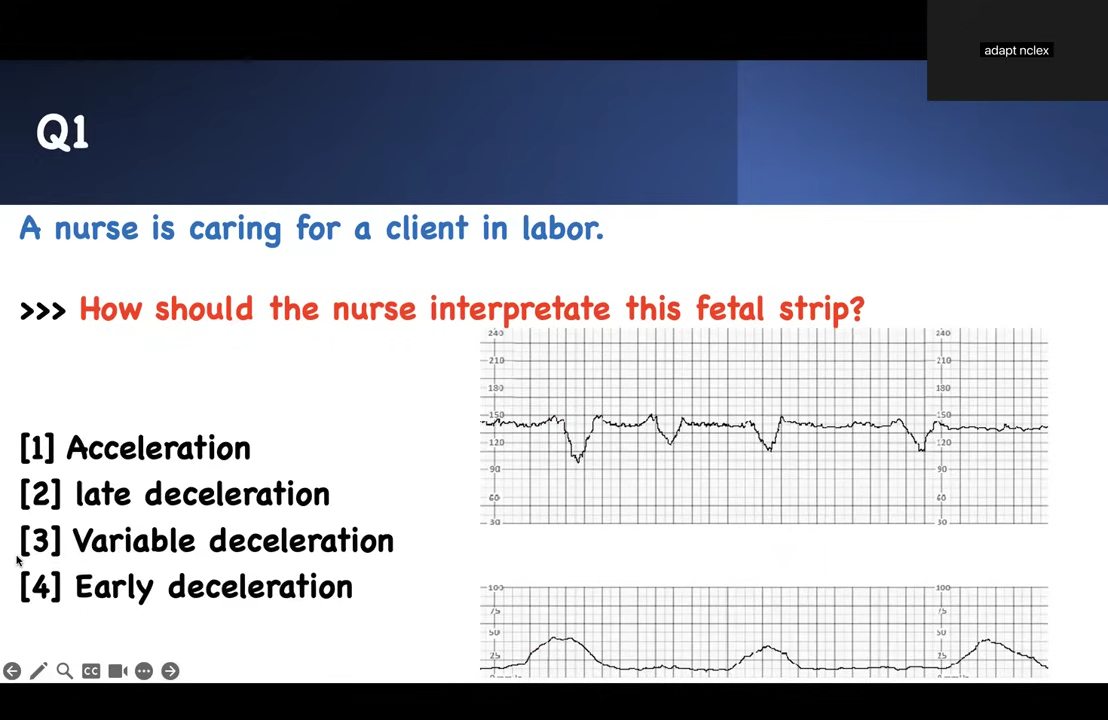 adapt nclex
Q1
A nurse is caring for a client in labor.
>>> How should the nurse interpretate this fetal strip?
[1] Acceleration
[2] late deceleration
[3] Variable deceleration
[4] Early deceleration
240 240
210 210
180 180
150 150
120 120
90 90
60 60
30 30
100 100
75 75
50 50
25 25
CC